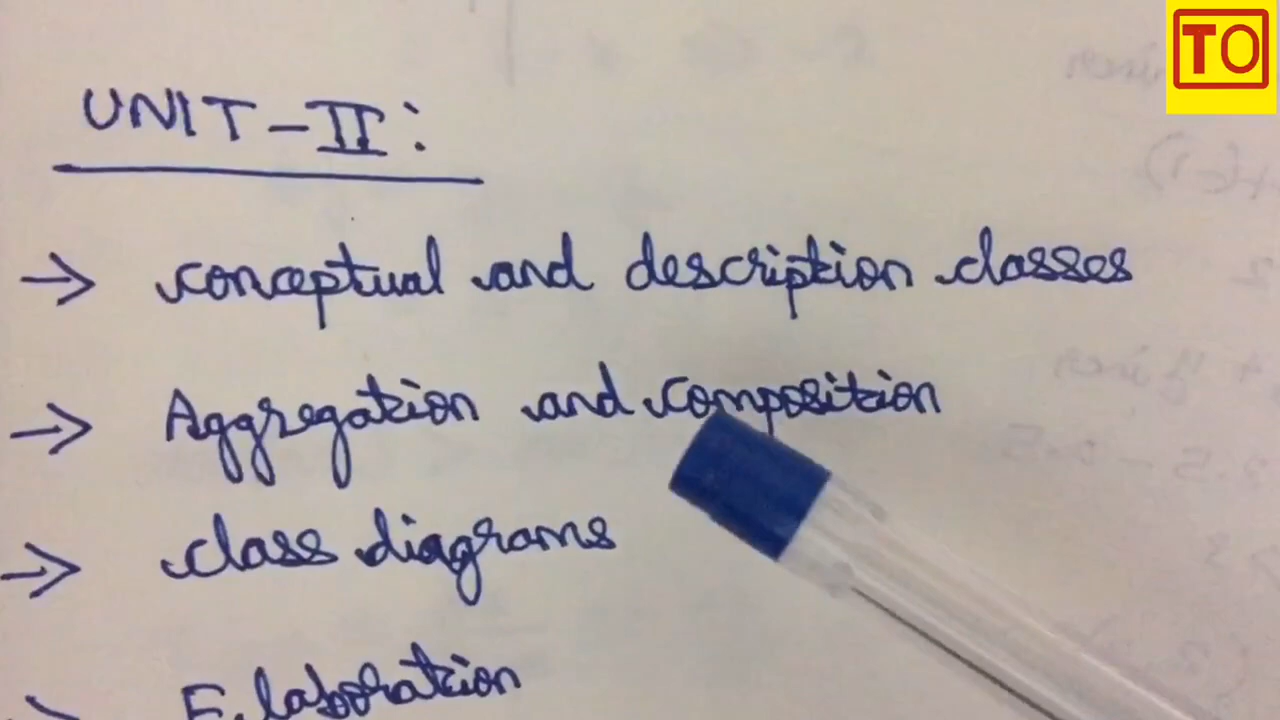 TO
UNIT-II:
→ conceptual and description classes
→ Aggregation and composition
→ class diagrams
→ Elaboration